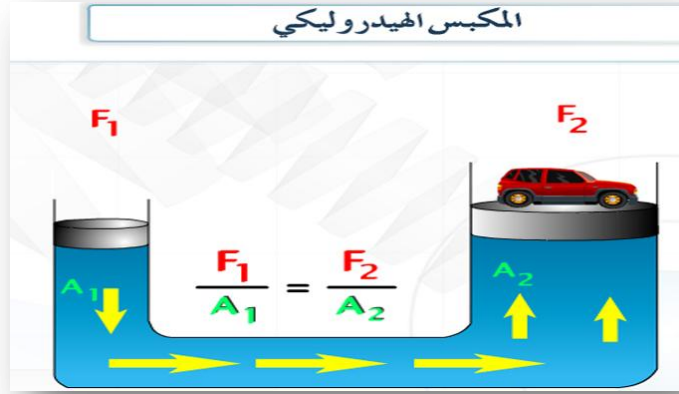 المكبس الهيدروليكي
F1
F2
A1
F1/A1 = F2/A2
A2